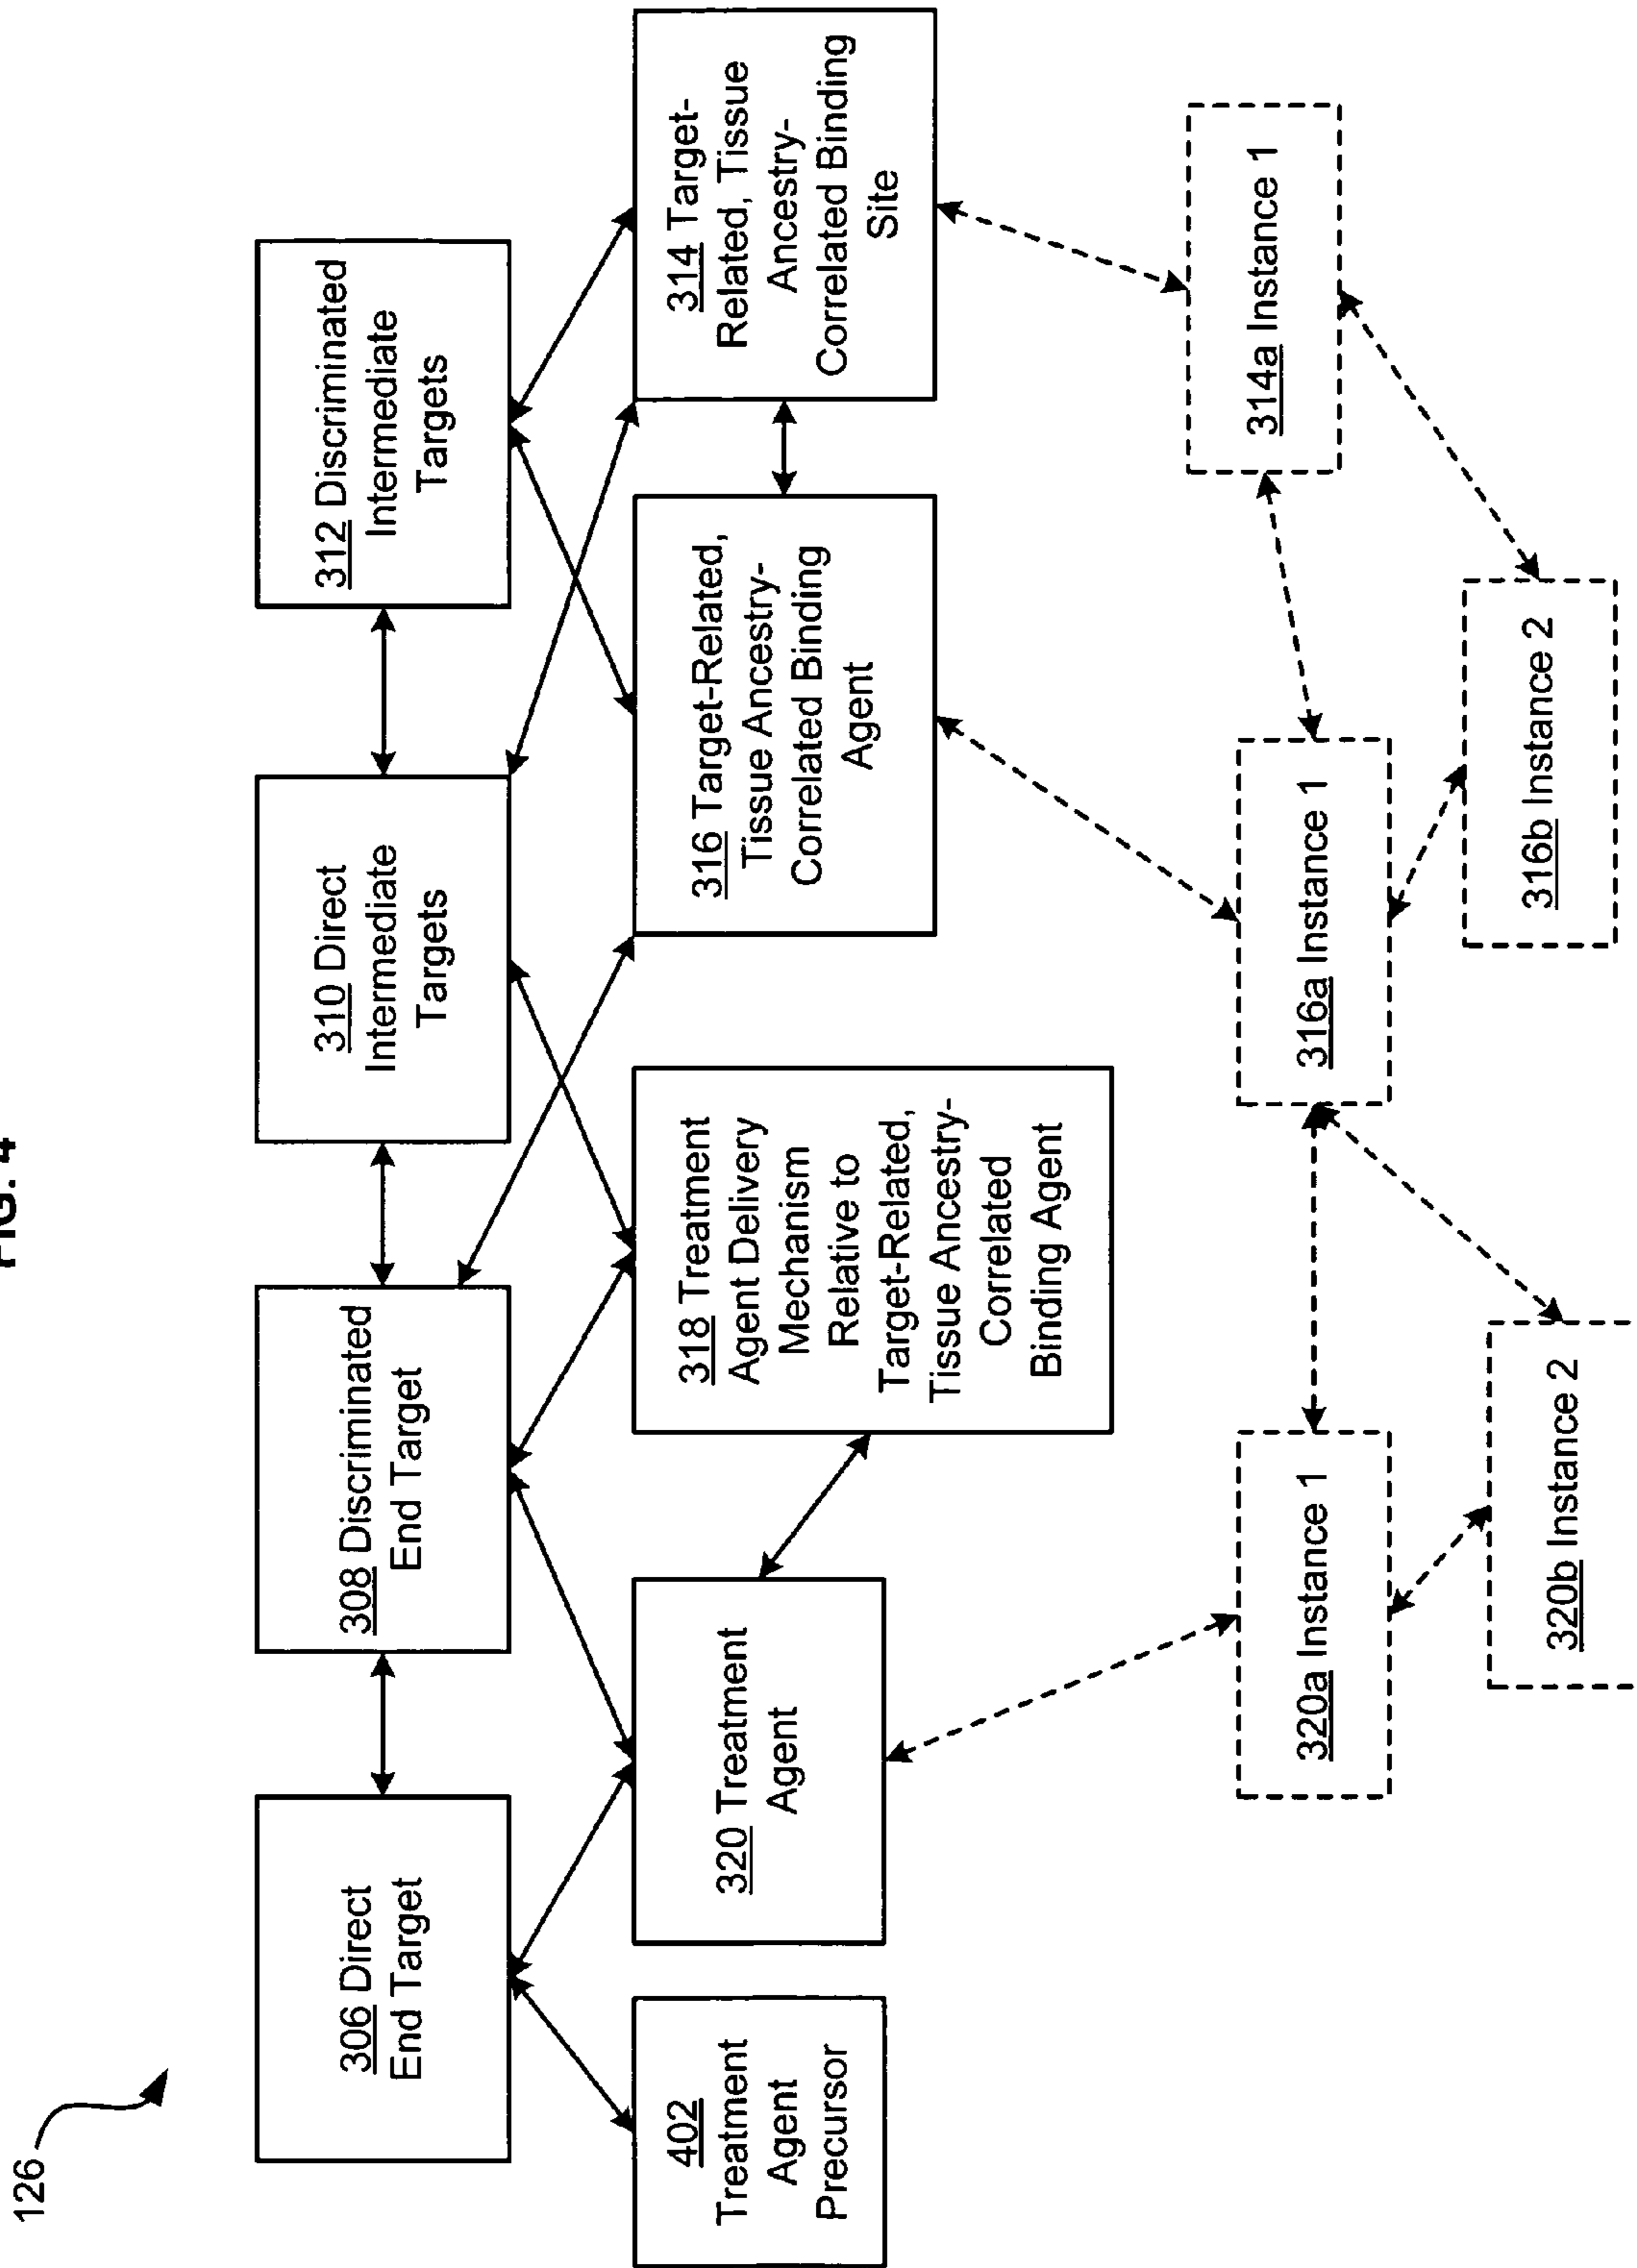 FIG. 4
126
306 Direct
End Target
308 Discriminated
End Target
310 Direct
Intermediate
Targets
312 Discriminated
Intermediate
Targets
402
Treatment
Agent
Precursor
320 Treatment
Agent
318 Treatment
Agent Delivery
Mechanism
Relative to
Target-Related,
Tissue Ancestry-
Correlated
Binding Agent
316 Target-Related,
Tissue Ancestry-
Correlated Binding
Agent
314 Target-
Related, Tissue
Ancestry-
Correlated Binding
Site
320a Instance 1
316a Instance 1
314a Instance 1
320b Instance 2
316b Instance 2